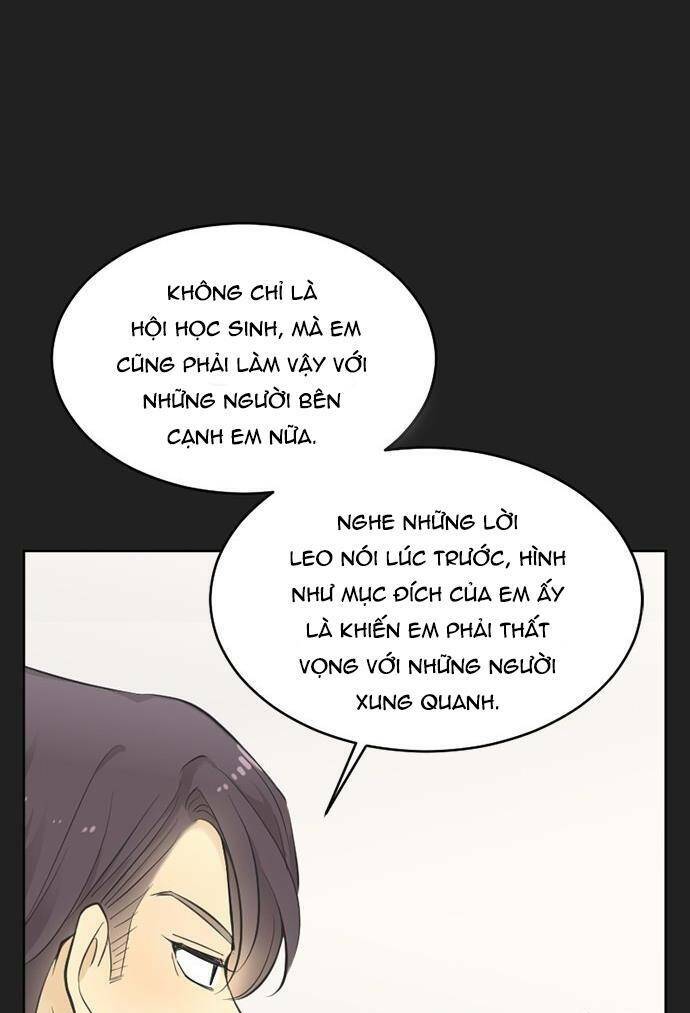 KHÔNG CHỈ LÀ
HỘI HỌC SINH, MÀ EM
CŨNG PHẢI LÀM VẬY VỚI
NHỮNG NGƯỜI BÊN
CẠNH EM NỮA.
NGHE NHỮNG LỜI
LEO NÓI LÚC TRƯỚC, HÌNH
NHƯ MỤC ĐÍCH CỦA EM ẤY
LÀ KHIẾN EM PHẢI THẤT
VỌNG VỚI NHỮNG NGƯỜI
XUNG QUANH.